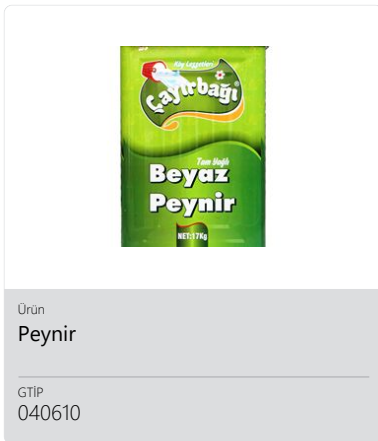 Köy Lezzetleri
Çayırbağı
Tam Yağlı
Beyaz
Peynir
NET:17Kg
Ürün
Peynir
GTİP
040610